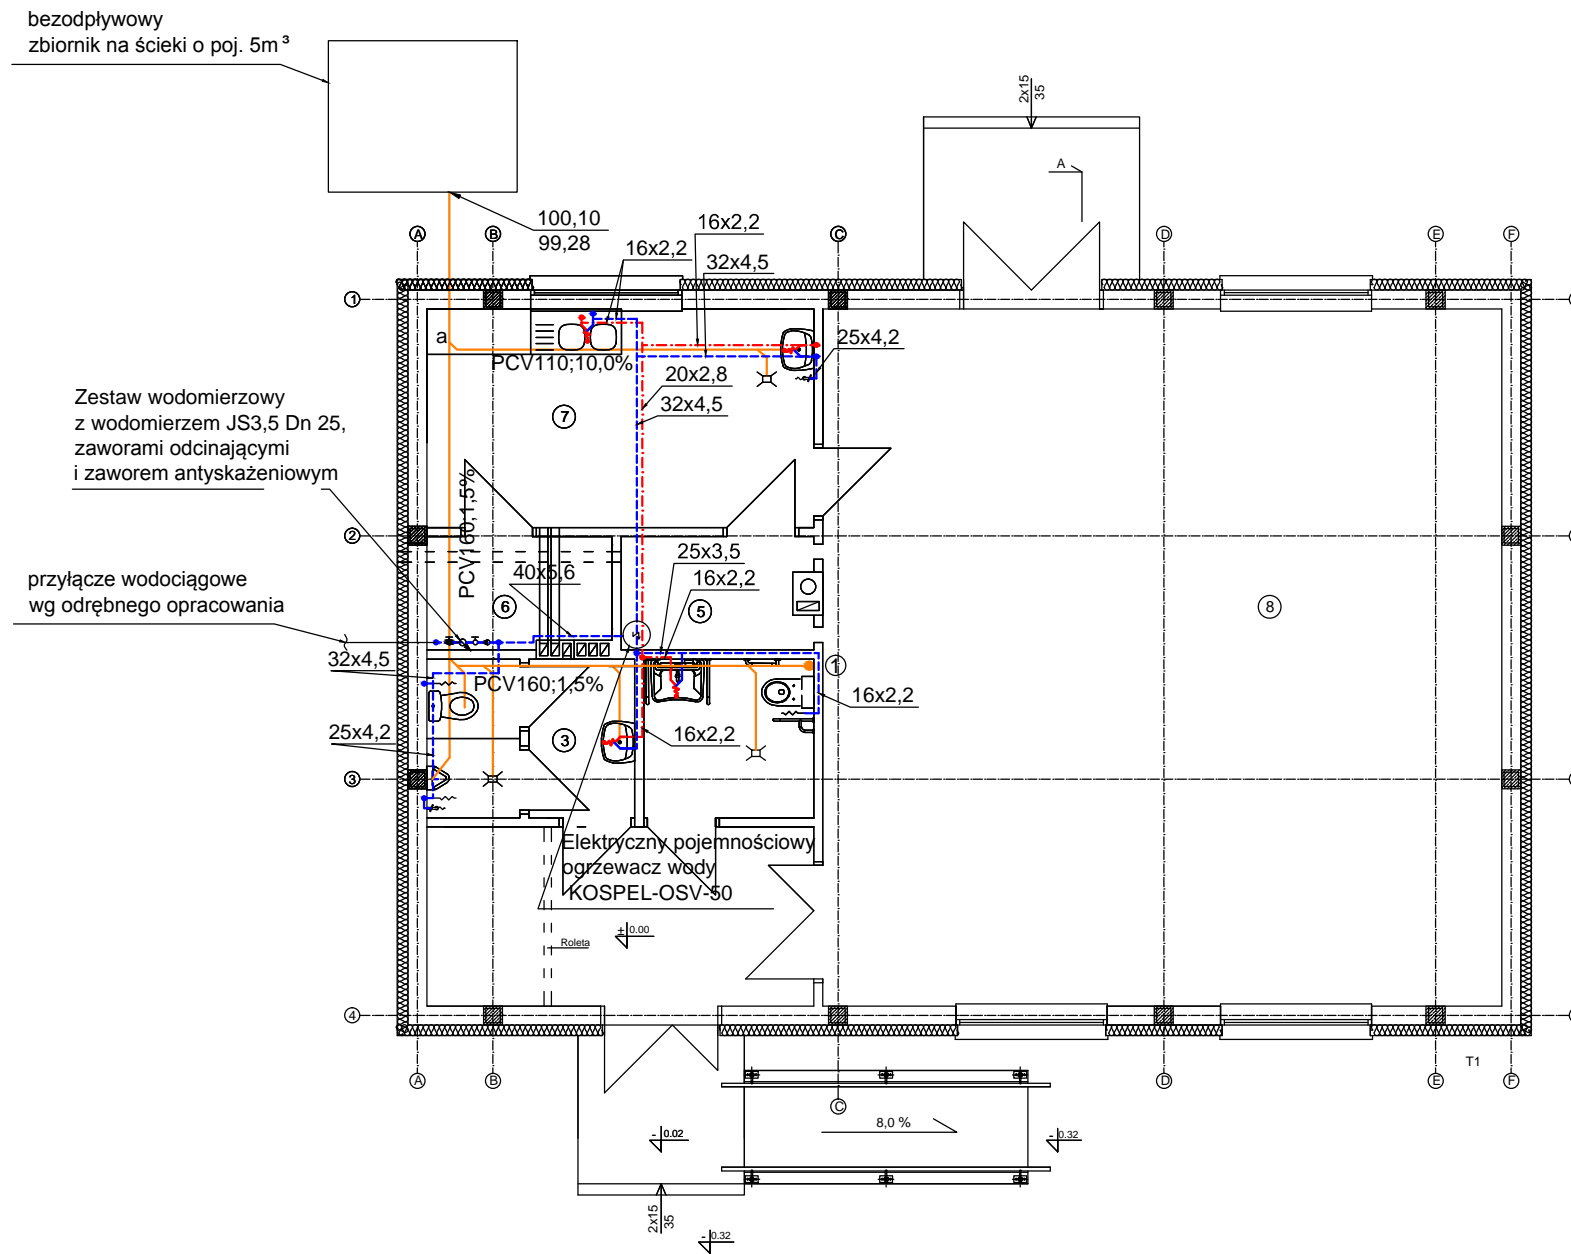 bezodpływowy
zbiornik na ścieki o poj. 5m³
2x15
35
A
100,10
99,28
16x2,2
16x2,2
32x4,5
A
B
C
D
E
F
1
a
25x4,2
PCV110;10,0%
20x2,8
32x4,5
Zestaw wodomierzowy
z wodomierzem JS3,5 Dn 25,
zaworami odcinającymi
i zaworem antyskażeniowym
7
PCV160;1,5%
2
25x3,5
40x5,6
16x2,2
przyłącze wodociągowe
wg odrębnego opracowania
6
5
8
32x4,5
1
PCV160;1,5%
16x2,2
25x4,2
3
16x2,2
3
Elektryczny pojemnościowy
ogrzewacz wody
KOSPEL-OSV-50
± 0.00
Roleta
4
T1
A
B
C
D
E
F
8,0 %
- 0.02
- 0.32
2x15
35
- 0.32